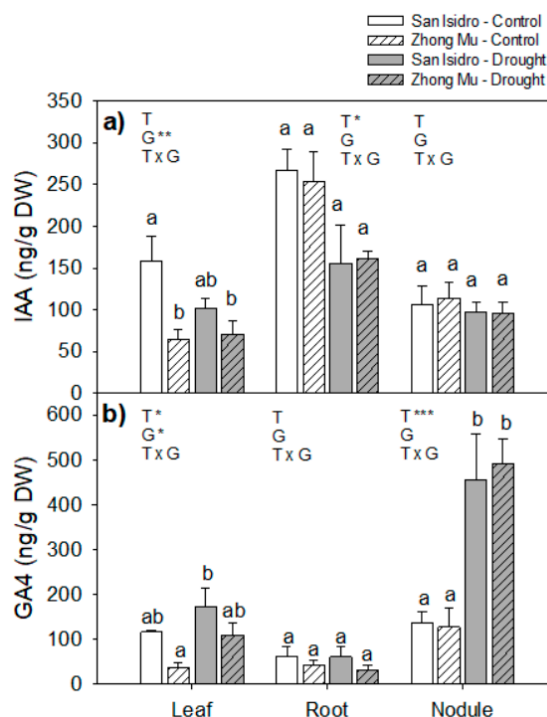 San Isidro - Control
Zhong Mu - Control
San Isidro - Drought
Zhong Mu - Drought
350
300
250
200
150
100
50
0
IAA (ng/g DW)
a)
T
G**
T x G
T*
G
T x G
T
G
T x G
a
b
ab
b
a
a
a
a
a
a
a
a
600
500
400
300
200
100
0
GA4 (ng/g DW)
b)
T*
G*
T x G
T
G
T x G
T***
G
T x G
ab
a
b
ab
a
a
a
a
a
a
b
b
Leaf
Root
Nodule